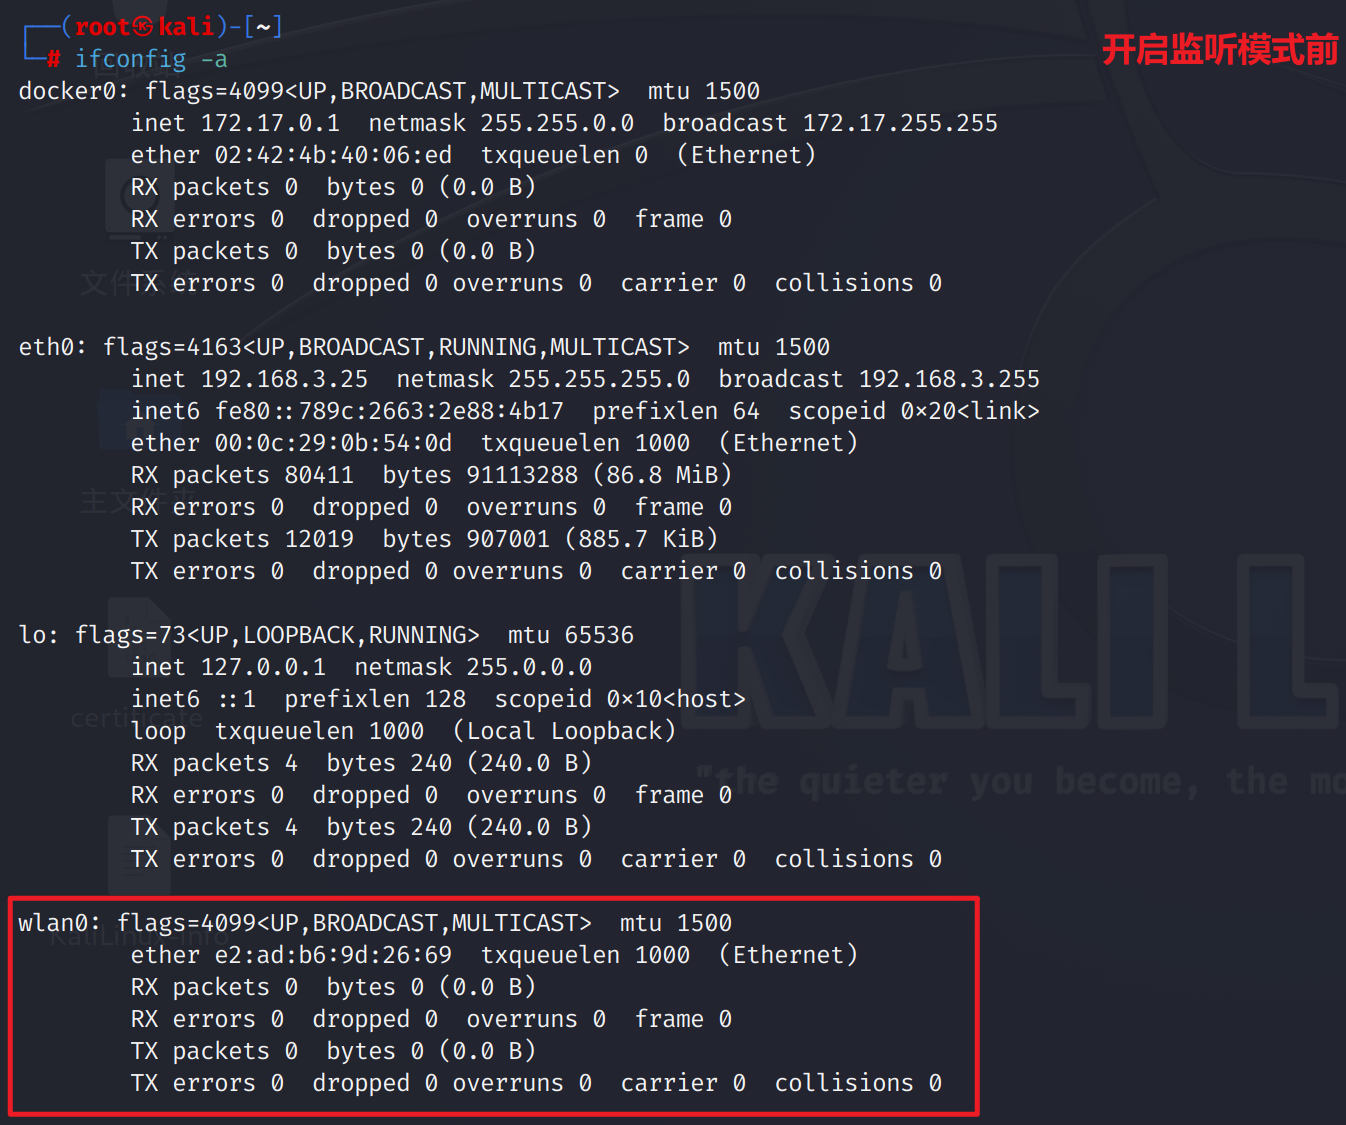 ┌──(root㉿kali)-[~]
└─# ifconfig -a
开启监听模式前
docker0: flags=4099<UP,BROADCAST,MULTICAST>  mtu 1500
        inet 172.17.0.1  netmask 255.255.0.0  broadcast 172.17.255.255
        ether 02:42:4b:40:06:ed  txqueuelen 0  (Ethernet)
        RX packets 0  bytes 0 (0.0 B)
        RX errors 0  dropped 0  overruns 0  frame 0
        TX packets 0  bytes 0 (0.0 B)
        TX errors 0  dropped 0 overruns 0  carrier 0  collisions 0
文件系统
eth0: flags=4163<UP,BROADCAST,RUNNING,MULTICAST>  mtu 1500
        inet 192.168.3.25  netmask 255.255.255.0  broadcast 192.168.3.255
        inet6 fe80::789c:2663:2e88:4b17  prefixlen 64  scopeid 0x20<link>
        ether 00:0c:29:0b:54:0d  txqueuelen 1000  (Ethernet)
        RX packets 80411  bytes 91113288 (86.8 MiB)
        RX errors 0  dropped 0  overruns 0  frame 0
        TX packets 12019  bytes 907001 (885.7 KiB)
        TX errors 0  dropped 0 overruns 0  carrier 0  collisions 0
主文件夹
KALI L
lo: flags=73<UP,LOOPBACK,RUNNING>  mtu 65536
        inet 127.0.0.1  netmask 255.0.0.0
        inet6 ::1  prefixlen 128  scopeid 0x10<host>
        loop  txqueuelen 1000  (Local Loopback)
        RX packets 4  bytes 240 (240.0 B)
        RX errors 0  dropped 0  overruns 0  frame 0
        TX packets 4  bytes 240 (240.0 B)
        TX errors 0  dropped 0 overruns 0  carrier 0  collisions 0
certificate
"the quieter you become, the mo
wlan0: flags=4099<UP,BROADCAST,MULTICAST>  mtu 1500
        ether e2:ad:b6:9d:26:69  txqueuelen 1000  (Ethernet)
        RX packets 0  bytes 0 (0.0 B)
        RX errors 0  dropped 0  overruns 0  frame 0
        TX packets 0  bytes 0 (0.0 B)
        TX errors 0  dropped 0 overruns 0  carrier 0  collisions 0